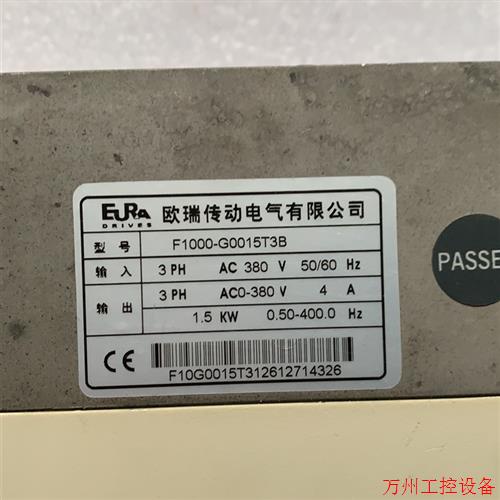 EURA
DRIVES
欧瑞传动电气有限公司
型 号 F1000-G0015T3B
输 入 3 PH AC 380 V 50/60 Hz
输 出 3 PH AC0-380 V 4 A
1.5 KW 0.50-400.0 Hz
CE
F10G0015T312612714326
PASSE
万州工控设备